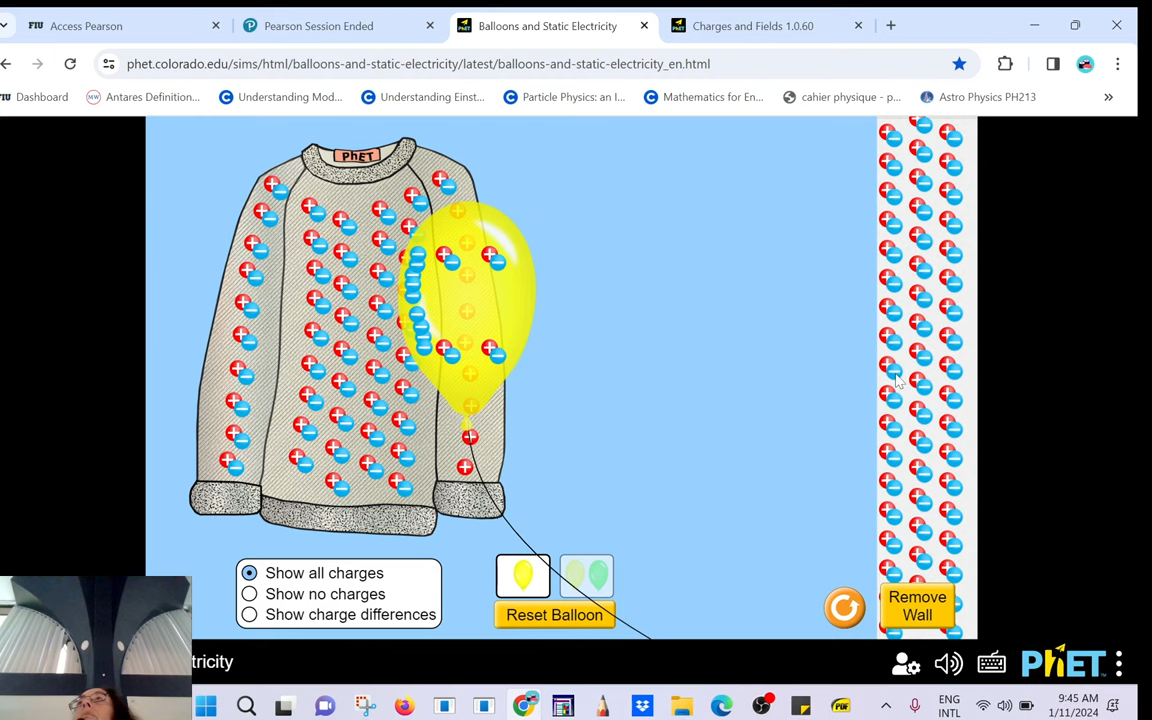 FIU Access Pearson
Pearson Session Ended
Balloons and Static Electricity
Charges and Fields 1.0.60
phet.colorado.edu/sims/html/balloons-and-static-electricity/latest/balloons-and-static-electricity_en.html
Dashboard
Antares Definition...
Understanding Mod...
Understanding Einst...
Particle Physics: an I...
Mathematics for En...
cahier physique - p...
Astro Physics PH213
PhET
Show all charges
Show no charges
Show charge differences
Reset Balloon
Remove
Wall
tricity
PhET
ENG
INTL
9:45 AM
1/11/2024
PDF